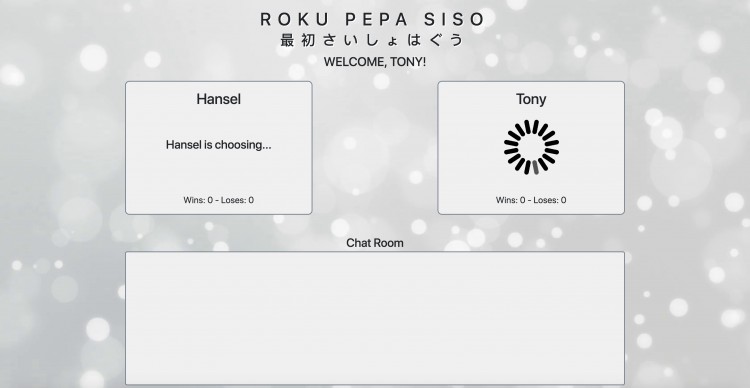 ROKU PEPA SISO
最初さいしょはぐう
WELCOME, TONY!
Hansel
Hansel is choosing...
Wins: 0 - Loses: 0
Tony
Wins: 0 - Loses: 0
Chat Room